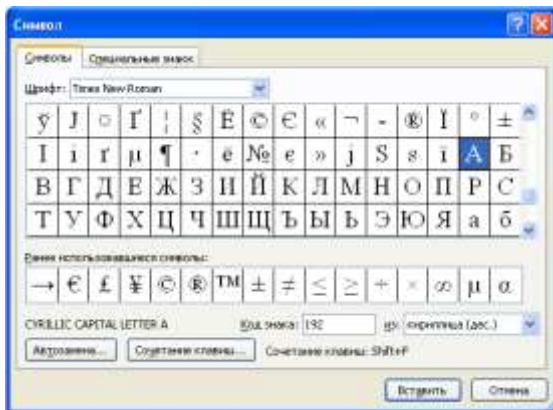 Символ
Символы Специальные знаки
Шрифт: Times New Roman
ў Ј ¤ Ґ ¦ § Ё © Є « ¬ - ® Ї ° ±
І і ґ µ ¶ · ё № є » ј Ѕ ѕ ї А Б
В Г Д Е Ж З И Й К Л М Н О П Р С
Т У Ф Х Ц Ч Ш Щ Ъ Ы Ь Э Ю Я а б
Ранее использовавшиеся символы:
→ € £ ¥ © ® ™ ± ≠ ≤ ≥ ÷ × ∞ µ α
CYRILLIC CAPITAL LETTER A Код знака: 192 из: кириллица (дес.)
Автозамена... Сочетание клавиш... Сочетание клавиш: Shift+F
Вставить Отмена